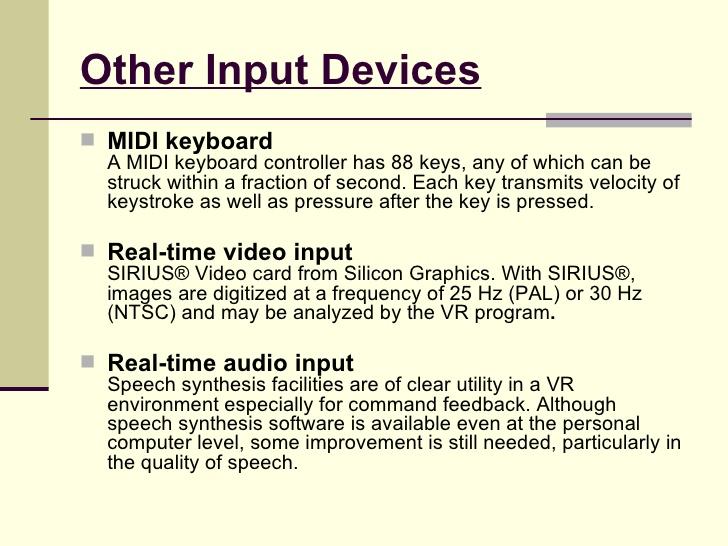 Other Input Devices
MIDI keyboard
A MIDI keyboard controller has 88 keys, any of which can be
struck within a fraction of second. Each key transmits velocity of
keystroke as well as pressure after the key is pressed.
Real-time video input
SIRIUS® Video card from Silicon Graphics. With SIRIUS®,
images are digitized at a frequency of 25 Hz (PAL) or 30 Hz
(NTSC) and may be analyzed by the VR program.
Real-time audio input
Speech synthesis facilities are of clear utility in a VR
environment especially for command feedback. Although
speech synthesis software is available even at the personal
computer level, some improvement is still needed, particularly in
the quality of speech.